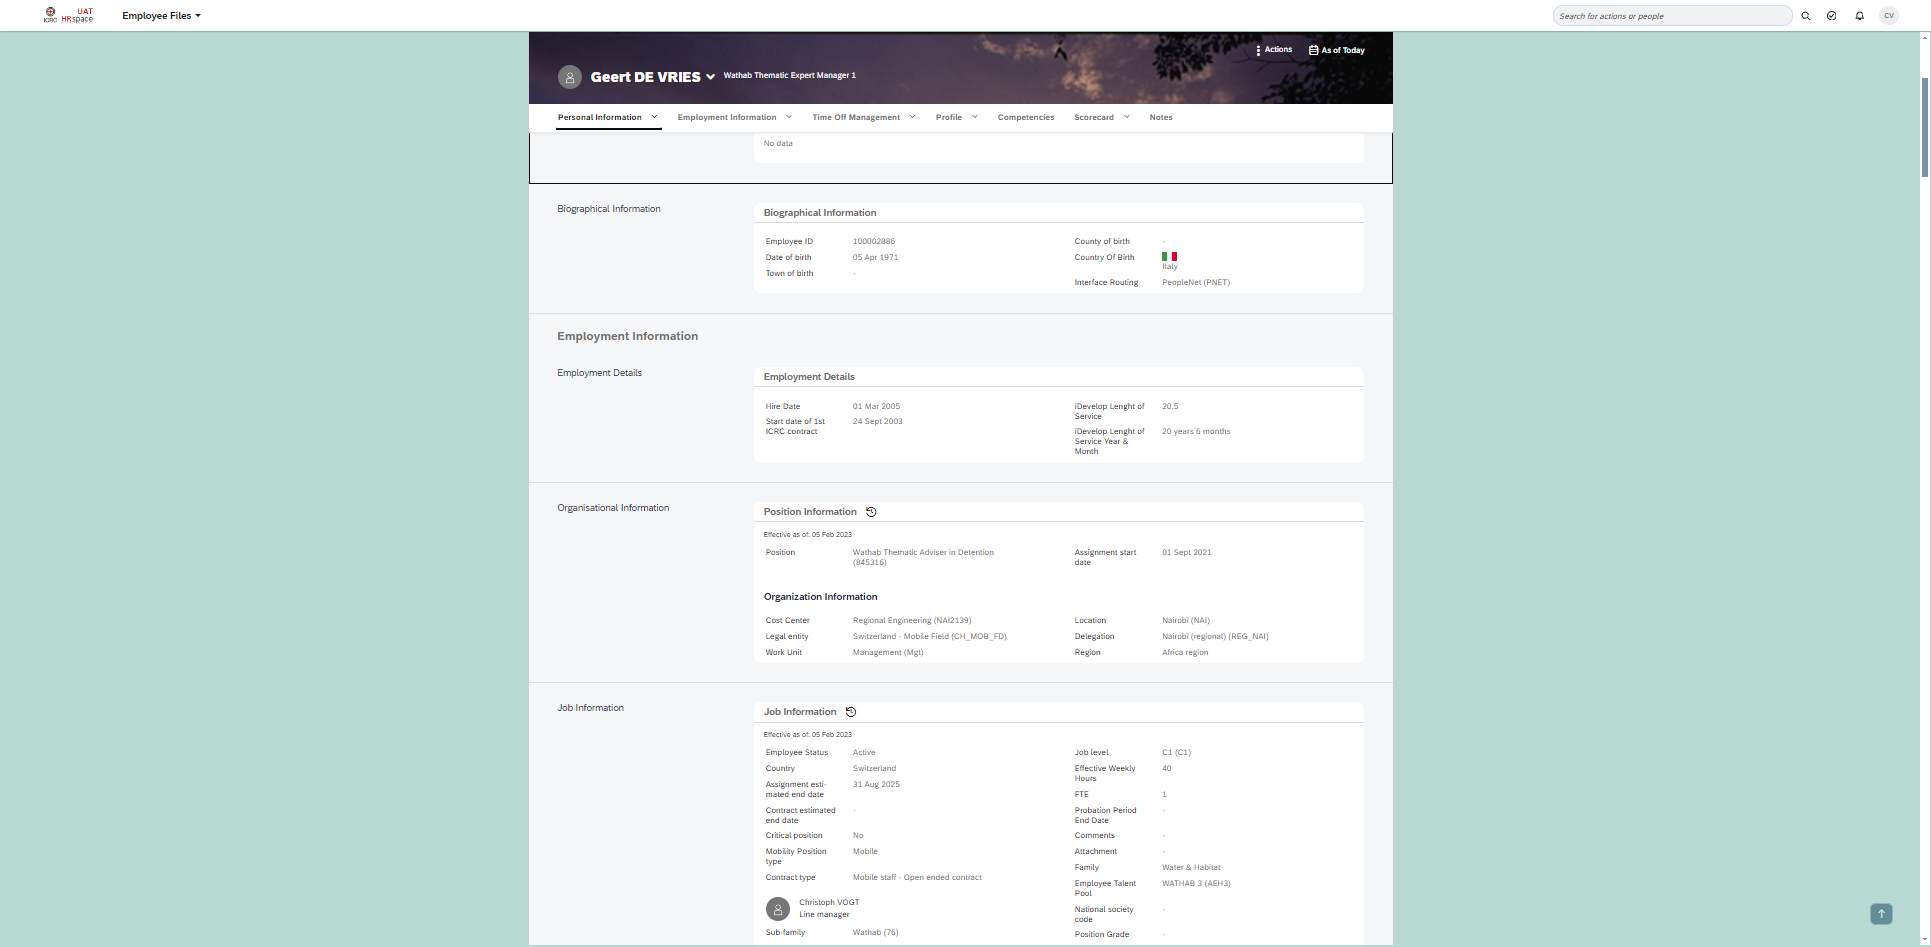 UAT
ICRC HRspace
Employee Files
Search for actions or people
CV
Actions
As of Today
Geert DE VRIES
Wathab Thematic Expert Manager 1
Personal Information
Employment Information
Time Off Management
Profile
Competencies
Scorecard
Notes
No data
Biographical Information
Biographical Information
Employee ID
100002886
Date of birth
05 Apr 1971
Town of birth
-
County of birth
-
Country Of Birth
Italy
Interface Routing
PeopleNet (PNET)
Employment Information
Employment Details
Employment Details
Hire Date
01 Mar 2005
Start date of 1st
ICRC contract
24 Sept 2003
iDevelop Lenght of
Service
20.5
iDevelop Lenght of
Service Year &
Month
20 years 6 months
Organisational Information
Position Information
Effective as of: 05 Feb 2023
Position
Wathab Thematic Adviser in Detention
(845316)
Assignment start
date
01 Sept 2021
Organization Information
Cost Center
Regional Engineering (NAI2139)
Legal entity
Switzerland - Mobile Field (CH_MOB_FD)
Work Unit
Management (Mgt)
Location
Nairobi (NAI)
Delegation
Nairobi (regional) (REG_NAI)
Region
Africa region
Job Information
Job Information
Effective as of: 05 Feb 2023
Employee Status
Active
Country
Switzerland
Assignment esti-
mated end date
31 Aug 2025
Contract estimated
end date
-
Critical position
No
Mobility Position
type
Mobile
Contract type
Mobile staff - Open ended contract
Christoph VOGT
Line manager
Sub-family
Wathab (76)
Job level
C1 (C1)
Effective Weekly
Hours
40
FTE
1
Probation Period
End Date
-
Comments
-
Attachment
-
Family
Water & Habitat
Employee Talent
Pool
WATHAB 3 (AEH3)
National society
code
-
Position Grade
-